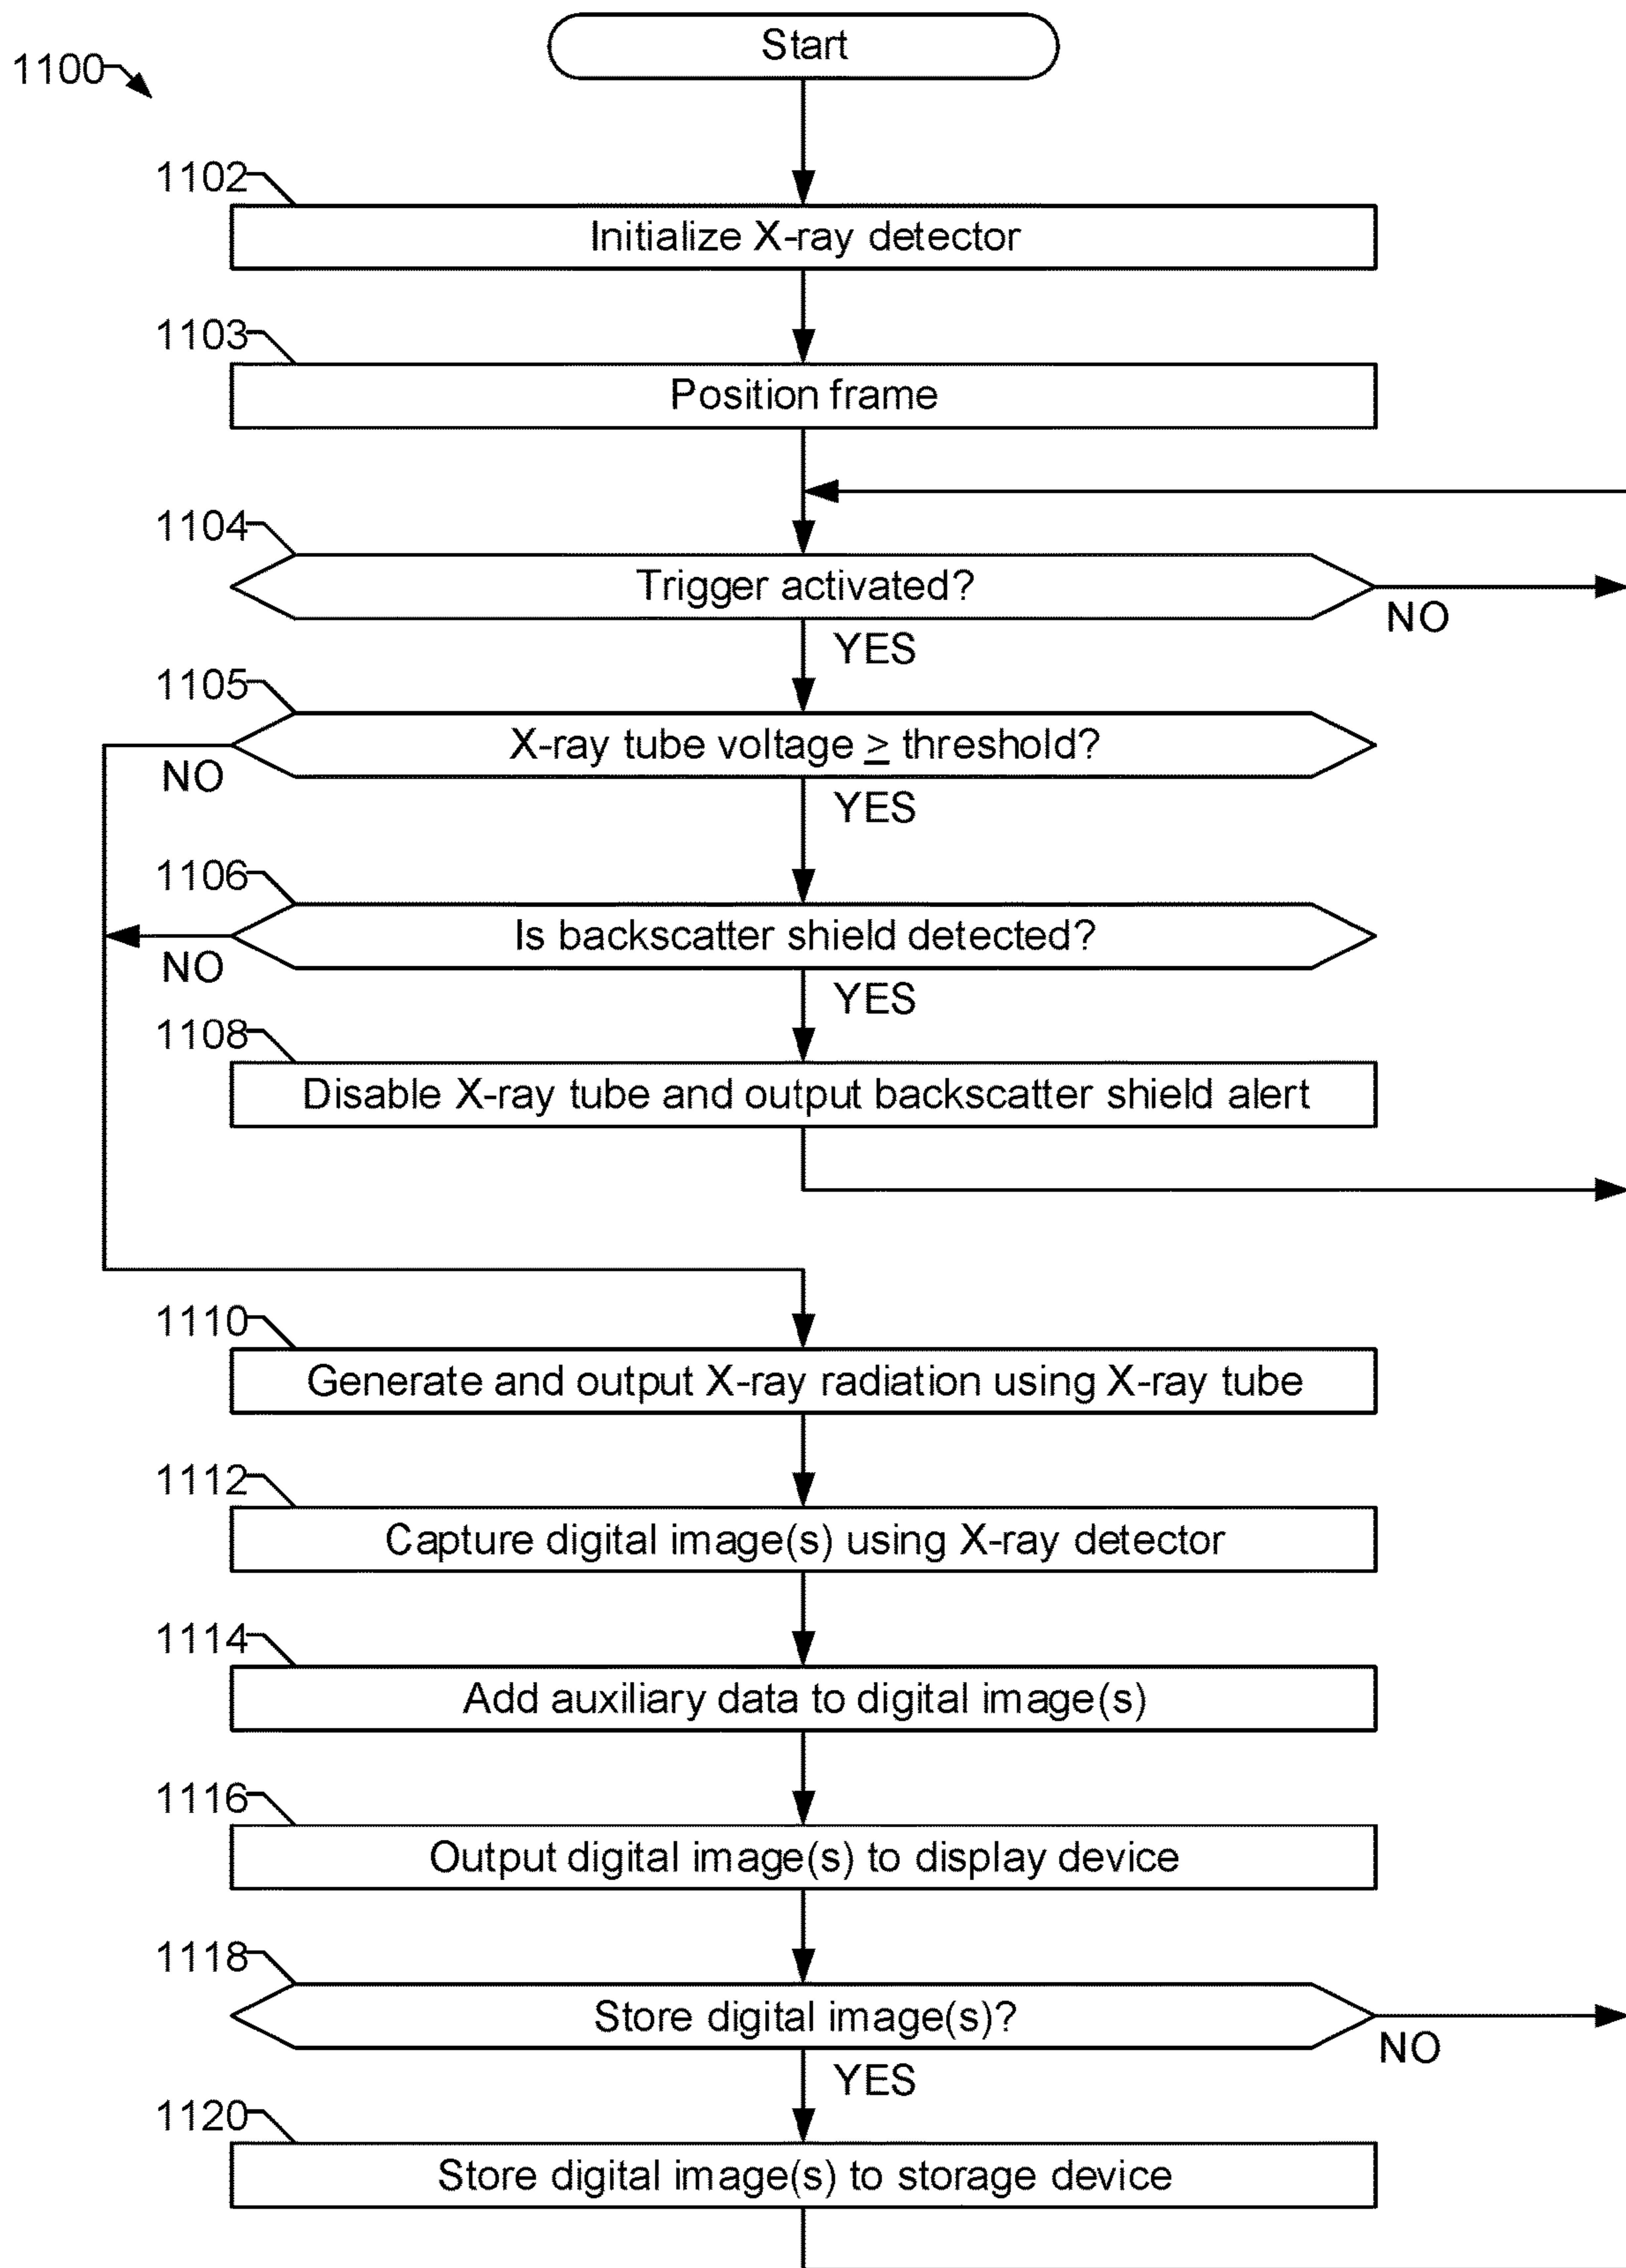 Start
1100
1102
Initialize X-ray detector
1103
Position frame
1104
Trigger activated?
NO
YES
1105
X-ray tube voltage ≥ threshold?
NO
YES
1106
Is backscatter shield detected?
NO
YES
1108
Disable X-ray tube and output backscatter shield alert
1110
Generate and output X-ray radiation using X-ray tube
1112
Capture digital image(s) using X-ray detector
1114
Add auxiliary data to digital image(s)
1116
Output digital image(s) to display device
1118
Store digital image(s)?
NO
YES
1120
Store digital image(s) to storage device